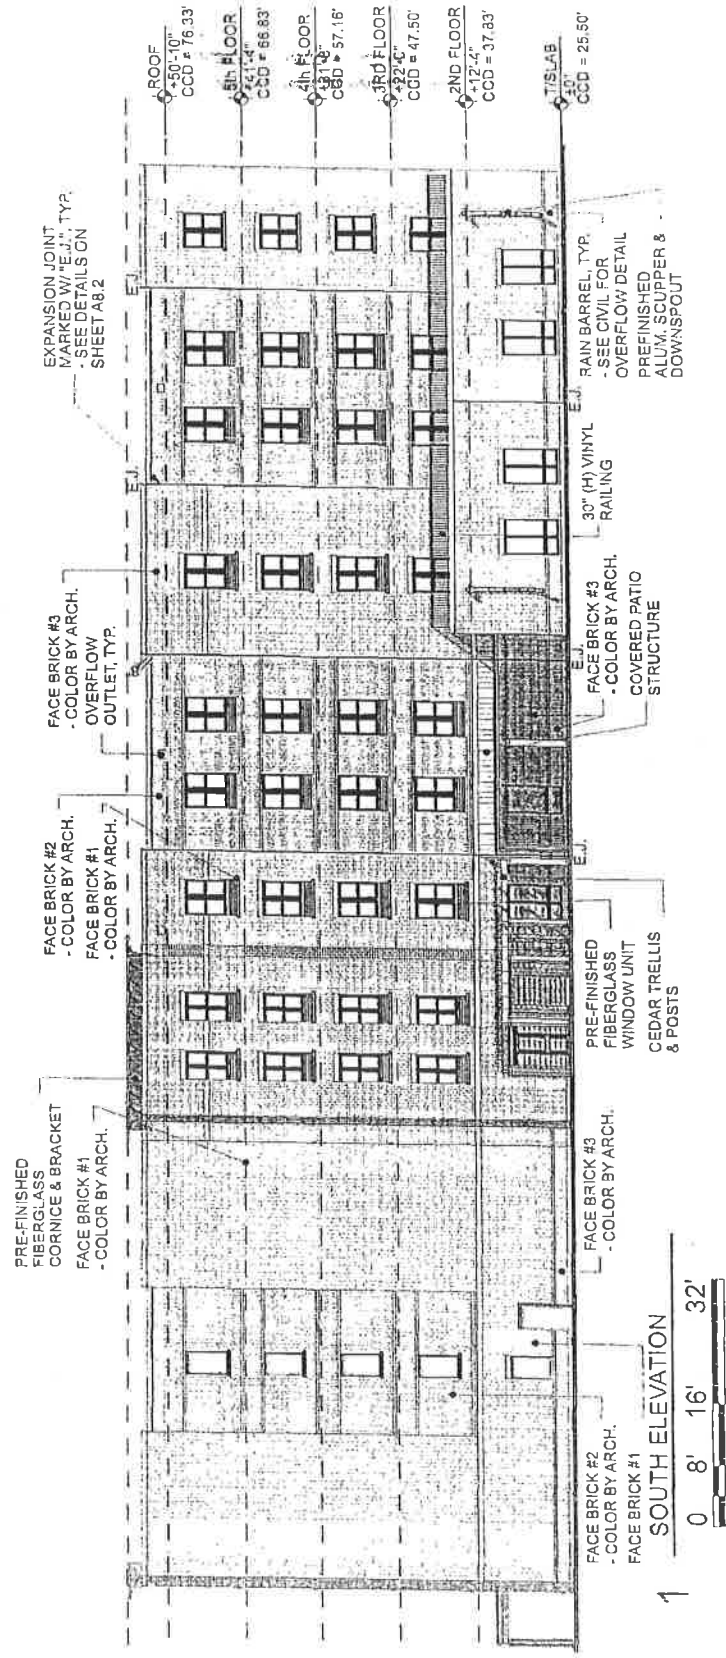 PRE-FINISHED
FIBERGLASS
CORNICE & BRACKET
FACE BRICK #1
- COLOR BY ARCH.
FACE BRICK #2
- COLOR BY ARCH.
FACE BRICK #1
- COLOR BY ARCH.
FACE BRICK #3
- COLOR BY ARCH.
OVERFLOW
OUTLET, TYP.
EXPANSION JOINT
MARKED W/ "E.J.", TYP.
- SEE DETAILS ON
SHEET A8.2
E.J.
E.J.
ROOF
+50'-10"
CCD = 76.33'
5th FLOOR
+41'-4"
CCD = 66.83'
4th FLOOR
CCD = 57.16'
3RD FLOOR
CCD = 47.50'
2ND FLOOR
+12'-4"
CCD = 37.83'
T/SLAB
±0'
CCD = 25.50'
E.J.
E.J.
E.J.
FACE BRICK #2
- COLOR BY ARCH.
FACE BRICK #1
FACE BRICK #3
- COLOR BY ARCH.
PRE-FINISHED
FIBERGLASS
WINDOW UNIT
CEDAR TRELLIS
& POSTS
FACE BRICK #3
- COLOR BY ARCH.
COVERED PATIO
STRUCTURE
30" (H) VINYL
RAILING
RAIN BARREL, TYP.
- SEE CIVIL FOR
OVERFLOW DETAIL
PREFINISHED
ALUM. SCUPPER &
DOWNSPOUT
1
SOUTH ELEVATION
0 8' 16' 32'